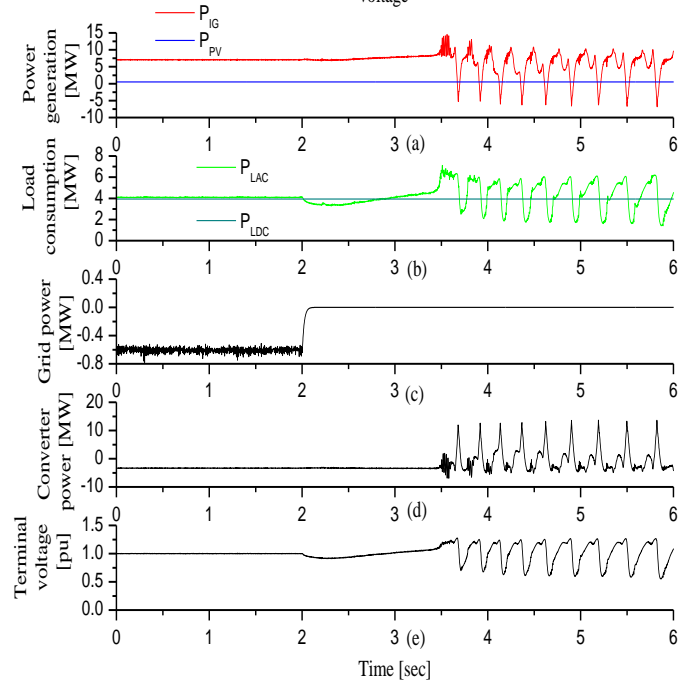 voltage
P_IG
P_PV
Power
generation
[MW]
15
10
5
0
-5
-10
0 1 2 3 4 5 6
(a)
Load
consumption
[MW]
8
6
4
2
0
P_LAC
P_LDC
0 1 2 3 4 5 6
(b)
Grid power
[MW]
0.4
0.0
-0.4
-0.8
0 1 2 3 4 5 6
(c)
Converter
power [MW]
20
10
0
-10
0 1 2 3 4 5 6
(d)
Terminal
voltage
[pu]
1.5
1.0
0.5
0.0
0 1 2 3 4 5 6
(e)
Time [sec]